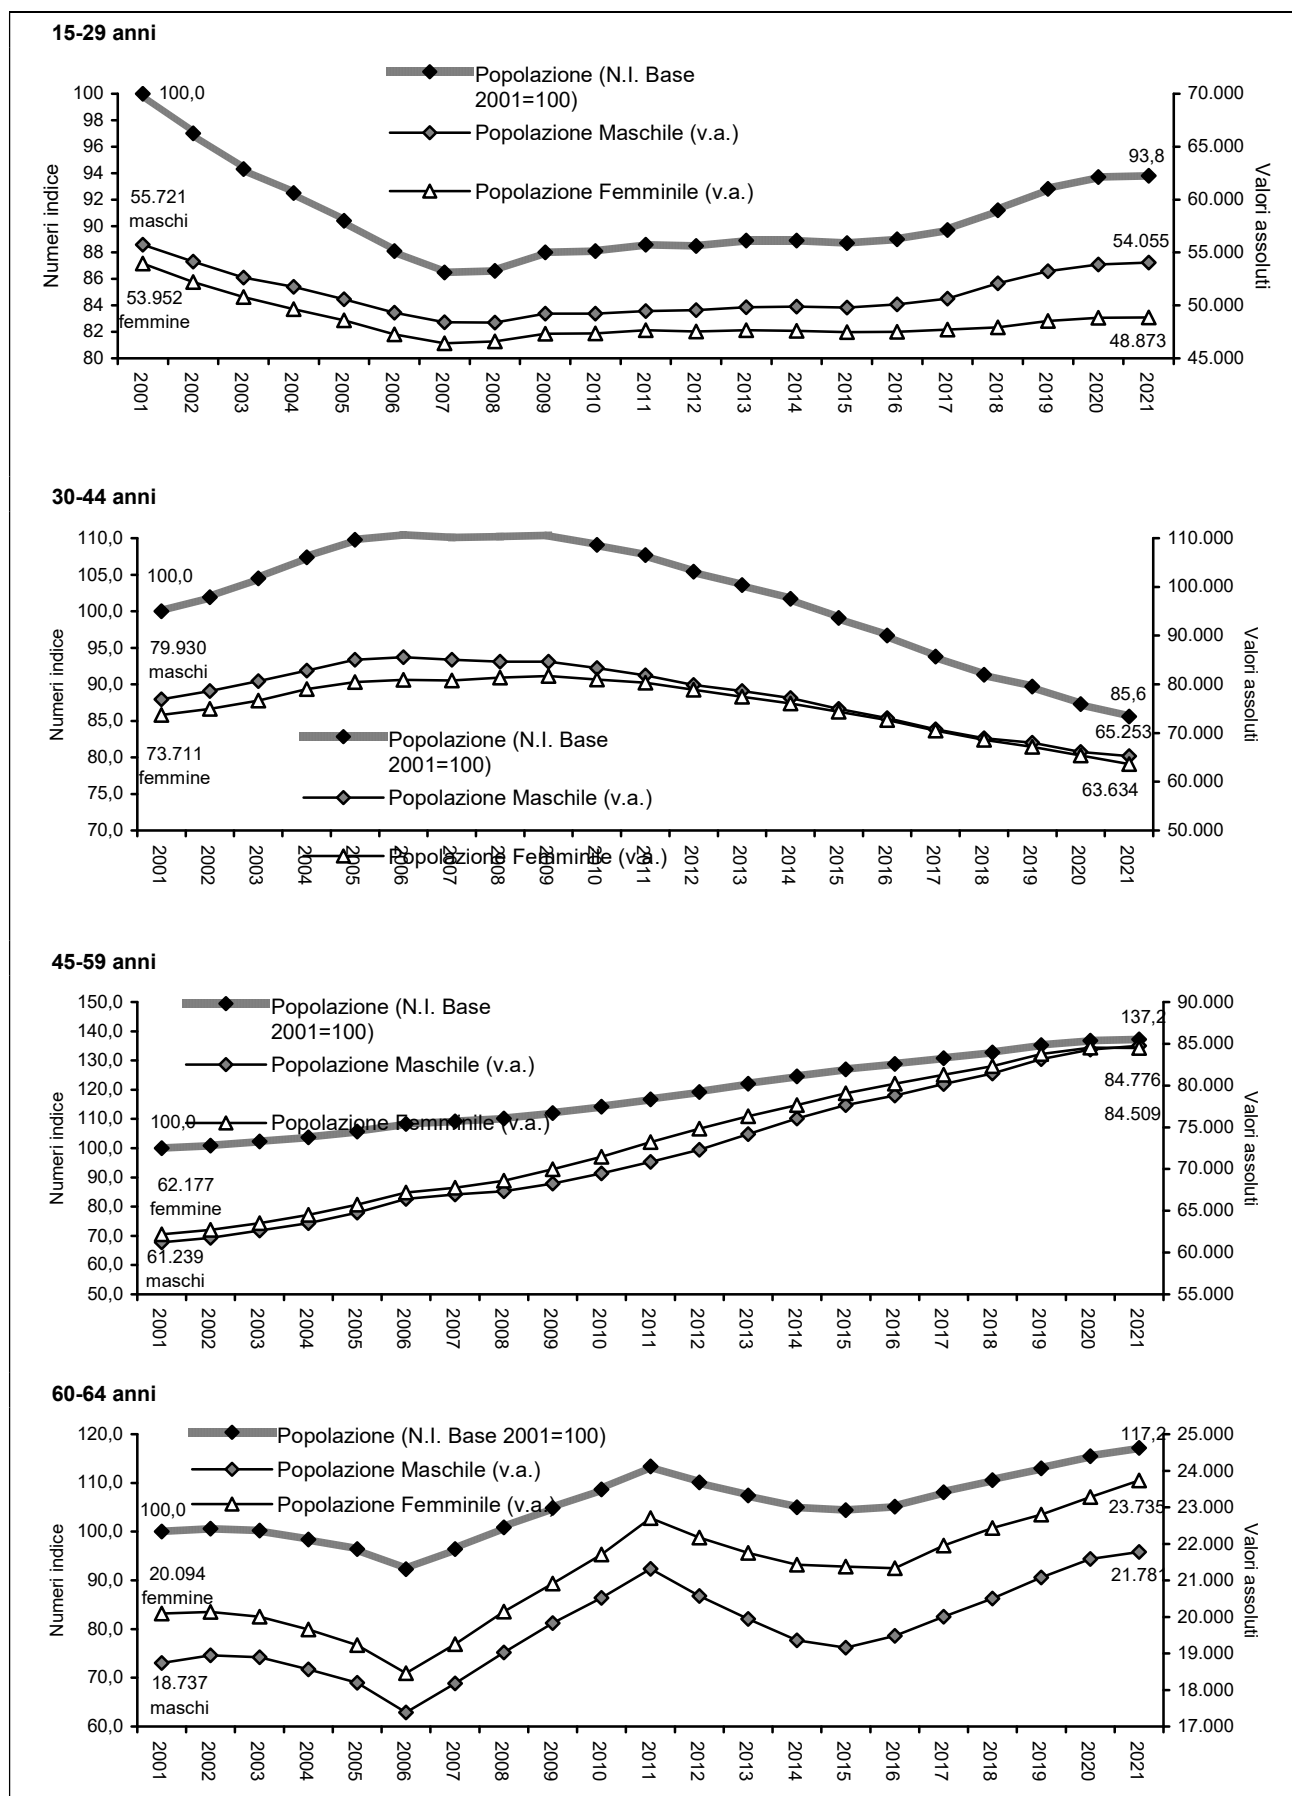 15-29 anni
Popolazione (N.I. Base
2001=100)
Popolazione Maschile (v.a.)
Popolazione Femminile (v.a.)
Numeri indice
100
98
96
94
92
90
88
86
84
82
80
100,0
55.721
maschi
53.952
femmine
93,8
54.055
48.873
70.000
65.000
60.000
55.000
50.000
45.000
Valori assoluti
2001 2002 2003 2004 2005 2006 2007 2008 2009 2010 2011 2012 2013 2014 2015 2016 2017 2018 2019 2020 2021
30-44 anni
Numeri indice
110,0
105,0
100,0
95,0
90,0
85,0
80,0
75,0
70,0
100,0
79.930
maschi
73.711
femmine
Popolazione (N.I. Base
2001=100)
Popolazione Maschile (v.a.)
Popolazione Femminile (v.a.)
85,6
65.253
63.634
110.000
100.000
90.000
80.000
70.000
60.000
50.000
Valori assoluti
2001 2002 2003 2004 2005 2006 2007 2008 2009 2010 2011 2012 2013 2014 2015 2016 2017 2018 2019 2020 2021
45-59 anni
Popolazione (N.I. Base
2001=100)
Popolazione Maschile (v.a.)
Popolazione Femminile (v.a.)
Numeri indice
150,0
140,0
130,0
120,0
110,0
100,0
90,0
80,0
70,0
60,0
50,0
100,0
62.177
femmine
61.239
maschi
137,2
84.776
84.509
90.000
85.000
80.000
75.000
70.000
65.000
60.000
55.000
Valori assoluti
2001 2002 2003 2004 2005 2006 2007 2008 2009 2010 2011 2012 2013 2014 2015 2016 2017 2018 2019 2020 2021
60-64 anni
Popolazione (N.I. Base 2001=100)
Popolazione Maschile (v.a.)
Popolazione Femminile (v.a.)
Numeri indice
120,0
110,0
100,0
90,0
80,0
70,0
60,0
100,0
20.094
femmine
18.737
maschi
117,2
23.735
21.781
25.000
24.000
23.000
22.000
21.000
20.000
19.000
18.000
17.000
Valori assoluti
2001 2002 2003 2004 2005 2006 2007 2008 2009 2010 2011 2012 2013 2014 2015 2016 2017 2018 2019 2020 2021